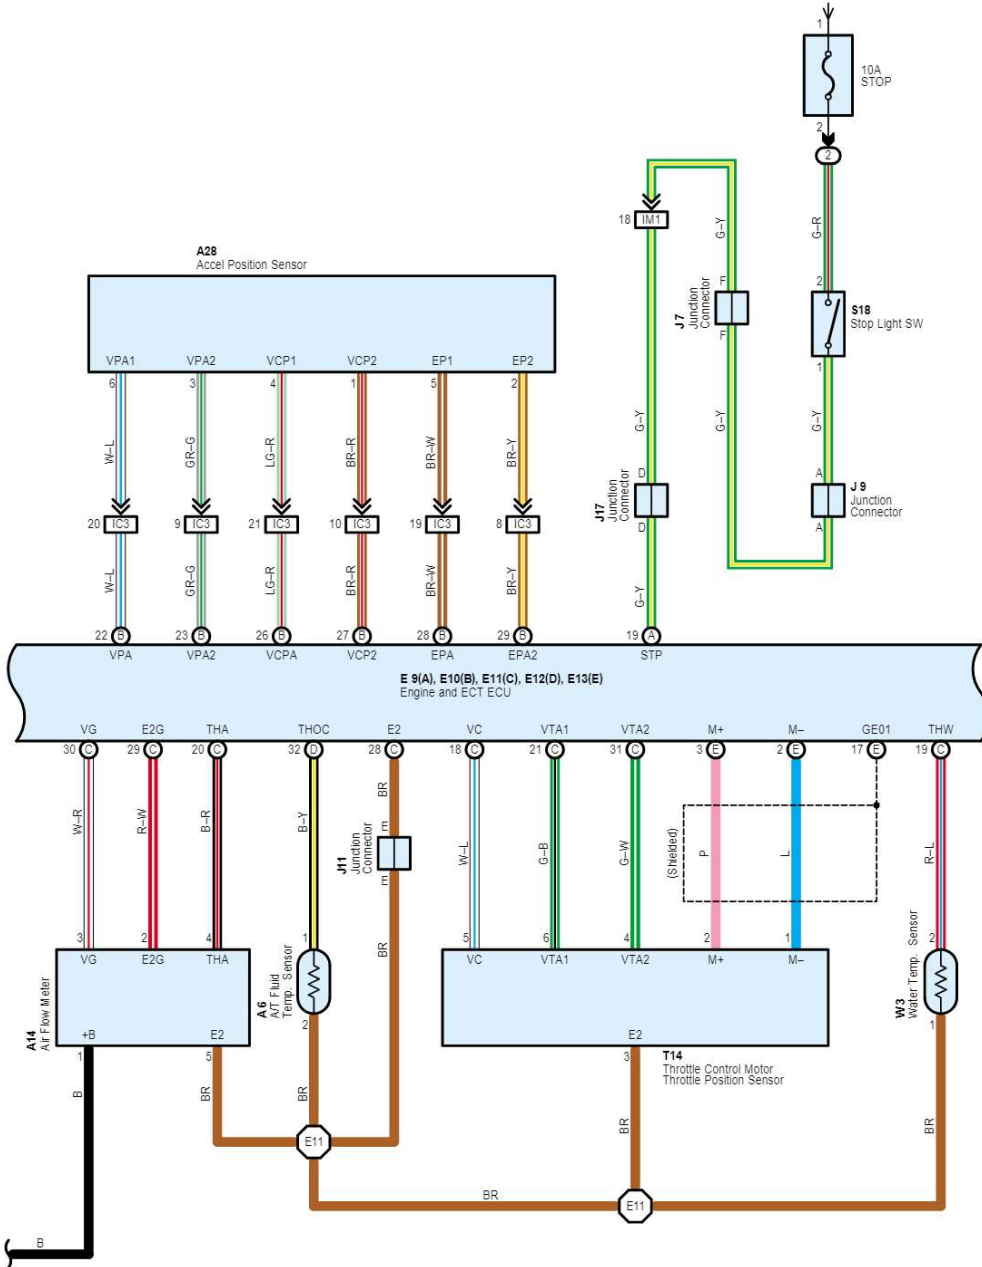 1
10A
STOP
2
2
18 IM1
G–Y
G–R
A28
Accel Position Sensor
F
J 7
Junction
Connector
F
2
S18
Stop Light SW
1
VPA1 VPA2 VCP1 VCP2 EP1 EP2
6 3 4 1 5 2
W–L GR–G LG–R BR–R BR–W BR–Y
G–Y G–Y G–Y
20 IC3 9 IC3 21 IC3 10 IC3 19 IC3 8 IC3
D
J17
Junction
Connector
D
A
J 9
Junction
Connector
A
W–L GR–G LG–R BR–R BR–W BR–Y G–Y
22 B 23 B 26 B 27 B 28 B 29 B 19 A
VPA VPA2 VCPA VCP2 EPA EPA2 STP
E 9(A), E10(B), E11(C), E12(D), E13(E)
Engine and ECT ECU
VG E2G THA THOC E2 VC VTA1 VTA2 M+ M– GE01 THW
30 C 29 C 20 C 32 D 28 C 18 C 21 C 31 C 3 E 2 E 17 E 19 C
BR
W–R R–W B–R B–Y
E
J11
Junction
Connector
E
W–L G–B G–W
(Shielded)
P L R–L
BR
3 2 4 1 5 6 4 2 1 2
VG E2G THA
VC VTA1 VTA2 M+ M–
A14
Air Flow Meter
A 6
A/T Fluid
Temp. Sensor
W3
Water Temp. Sensor
+B E2
E2
1 5 2 3 1
T14
Throttle Control Motor
Throttle Position Sensor
B BR BR BR BR
E11
BR
E11
B